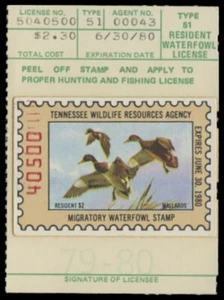 LICENSE NO. TYPE AGENT NO.
5040500 51 00043
$2.30 6/30/80
TOTAL COST EXPIRATION DATE
TYPE
51
RESIDENT
WATERFOWL
LICENSE
PEEL OFF STAMP AND APPLY TO
PROPER HUNTING AND FISHING LICENSE
TENNESSEE WILDLIFE RESOURCES AGENCY
EXPIRES JUNE 30, 1980
RESIDENT $2 MALLARDS
MIGRATORY WATERFOWL STAMP
79-80
SIGNATURE OF LICENSEE